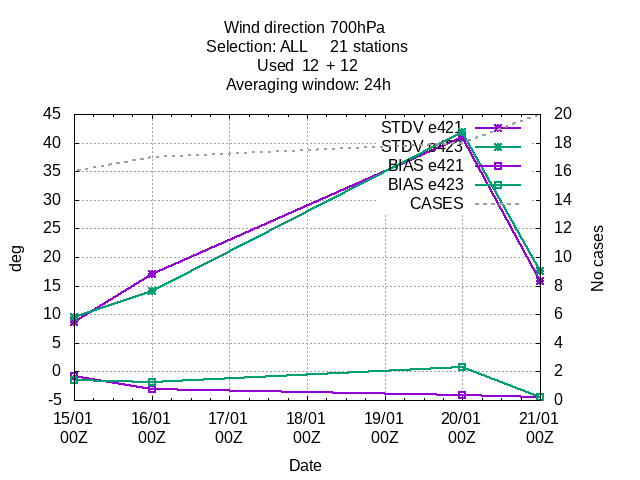 Wind direction 700hPa
Selection: ALL 21 stations
Used 12 + 12
Averaging window: 24h
45 20
40 18
35 16
30 14
25 12
20 10
15 8
10 6
5 4
0 2
-5 0
deg
No cases
STDV e421
STDV e423
BIAS e421
BIAS e423
CASES
15/01 16/01 17/01 18/01 19/01 20/01 21/01
00Z 00Z 00Z 00Z 00Z 00Z 00Z
Date